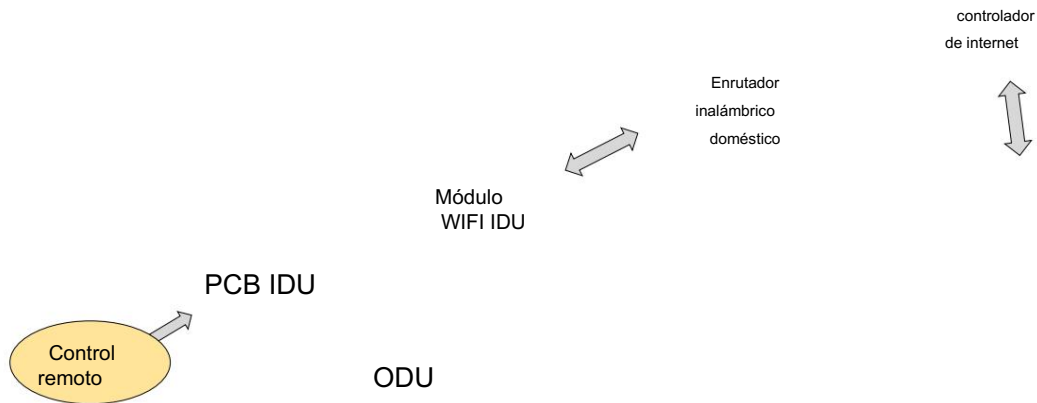 controlador
de internet
Enrutador
inalámbrico
doméstico
Módulo
WIFI IDU
PCB IDU
Control
remoto
ODU